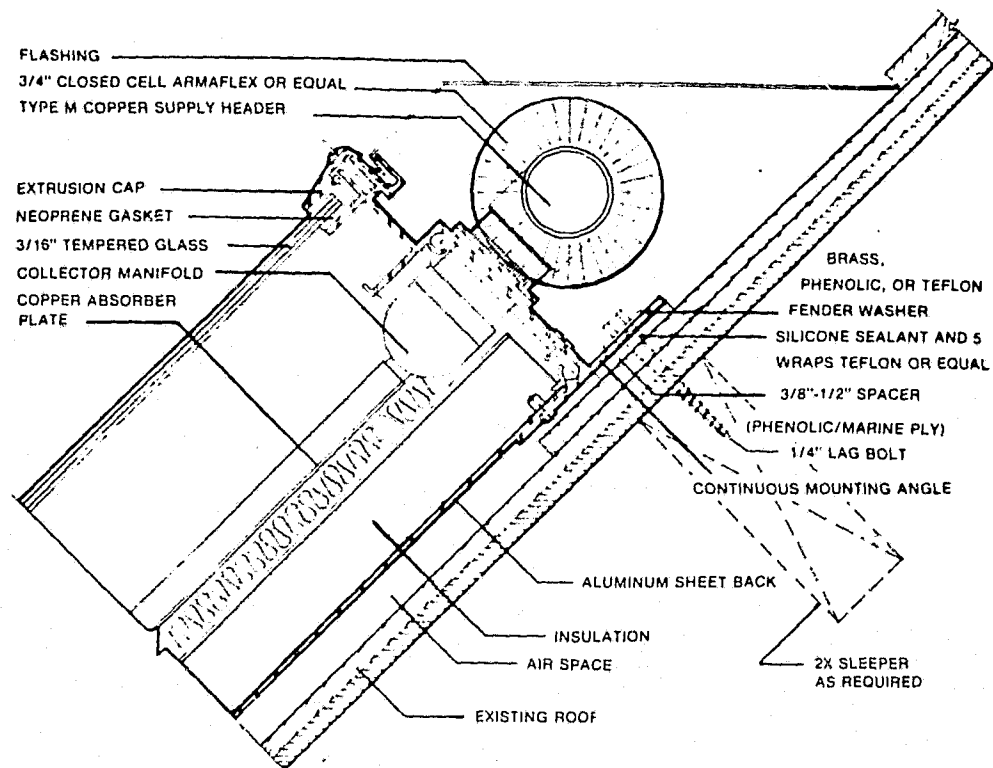 FLASHING
3/4" CLOSED CELL ARMAFLEX OR EQUAL
TYPE M COPPER SUPPLY HEADER
EXTRUSION CAP
NEOPRENE GASKET
3/16" TEMPERED GLASS
COLLECTOR MANIFOLD
COPPER ABSORBER
PLATE
BRASS,
PHENOLIC, OR TEFLON
FENDER WASHER
SILICONE SEALANT AND 5
WRAPS TEFLON OR EQUAL
3/8"-1/2" SPACER
(PHENOLIC/MARINE PLY)
1/4" LAG BOLT
CONTINUOUS MOUNTING ANGLE
ALUMINUM SHEET BACK
INSULATION
AIR SPACE
2X SLEEPER
AS REQUIRED
EXISTING ROOF